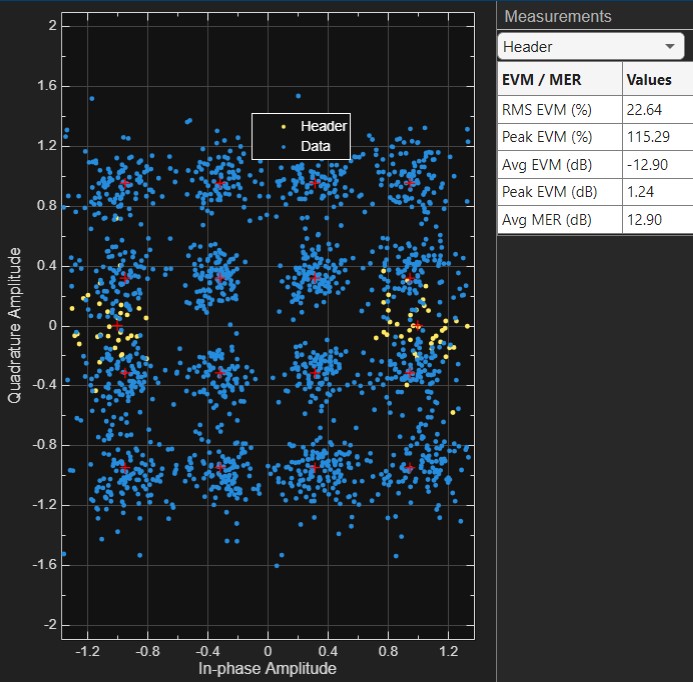 Measurements
Header
EVM / MER Values
RMS EVM (%) 22.64
Peak EVM (%) 115.29
Avg EVM (dB) -12.90
Peak EVM (dB) 1.24
Avg MER (dB) 12.90
Header
Data
2
1.6
1.2
0.8
0.4
0
-0.4
-0.8
-1.2
-1.6
-2
Quadrature Amplitude
-1.2 -0.8 -0.4 0 0.4 0.8 1.2
In-phase Amplitude